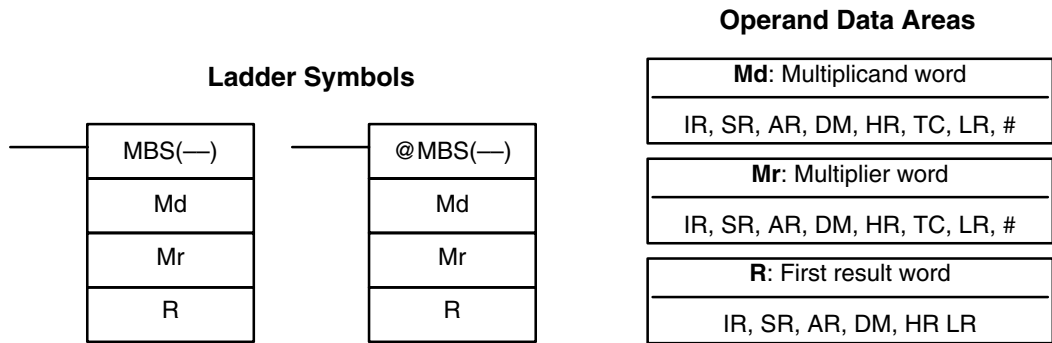 Ladder Symbols
MBS(––)
Md
Mr
R
@MBS(––)
Md
Mr
R
Operand Data Areas
Md: Multiplicand word
IR, SR, AR, DM, HR, TC, LR, #
Mr: Multiplier word
IR, SR, AR, DM, HR, TC, LR, #
R: First result word
IR, SR, AR, DM, HR LR